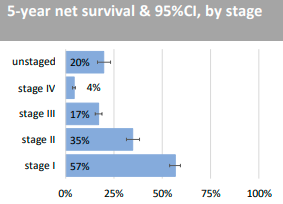 5-year net survival & 95%CI, by stage
unstaged 20%
stage IV 4%
stage III 17%
stage II 35%
stage I 57%
0% 25% 50% 75% 100%